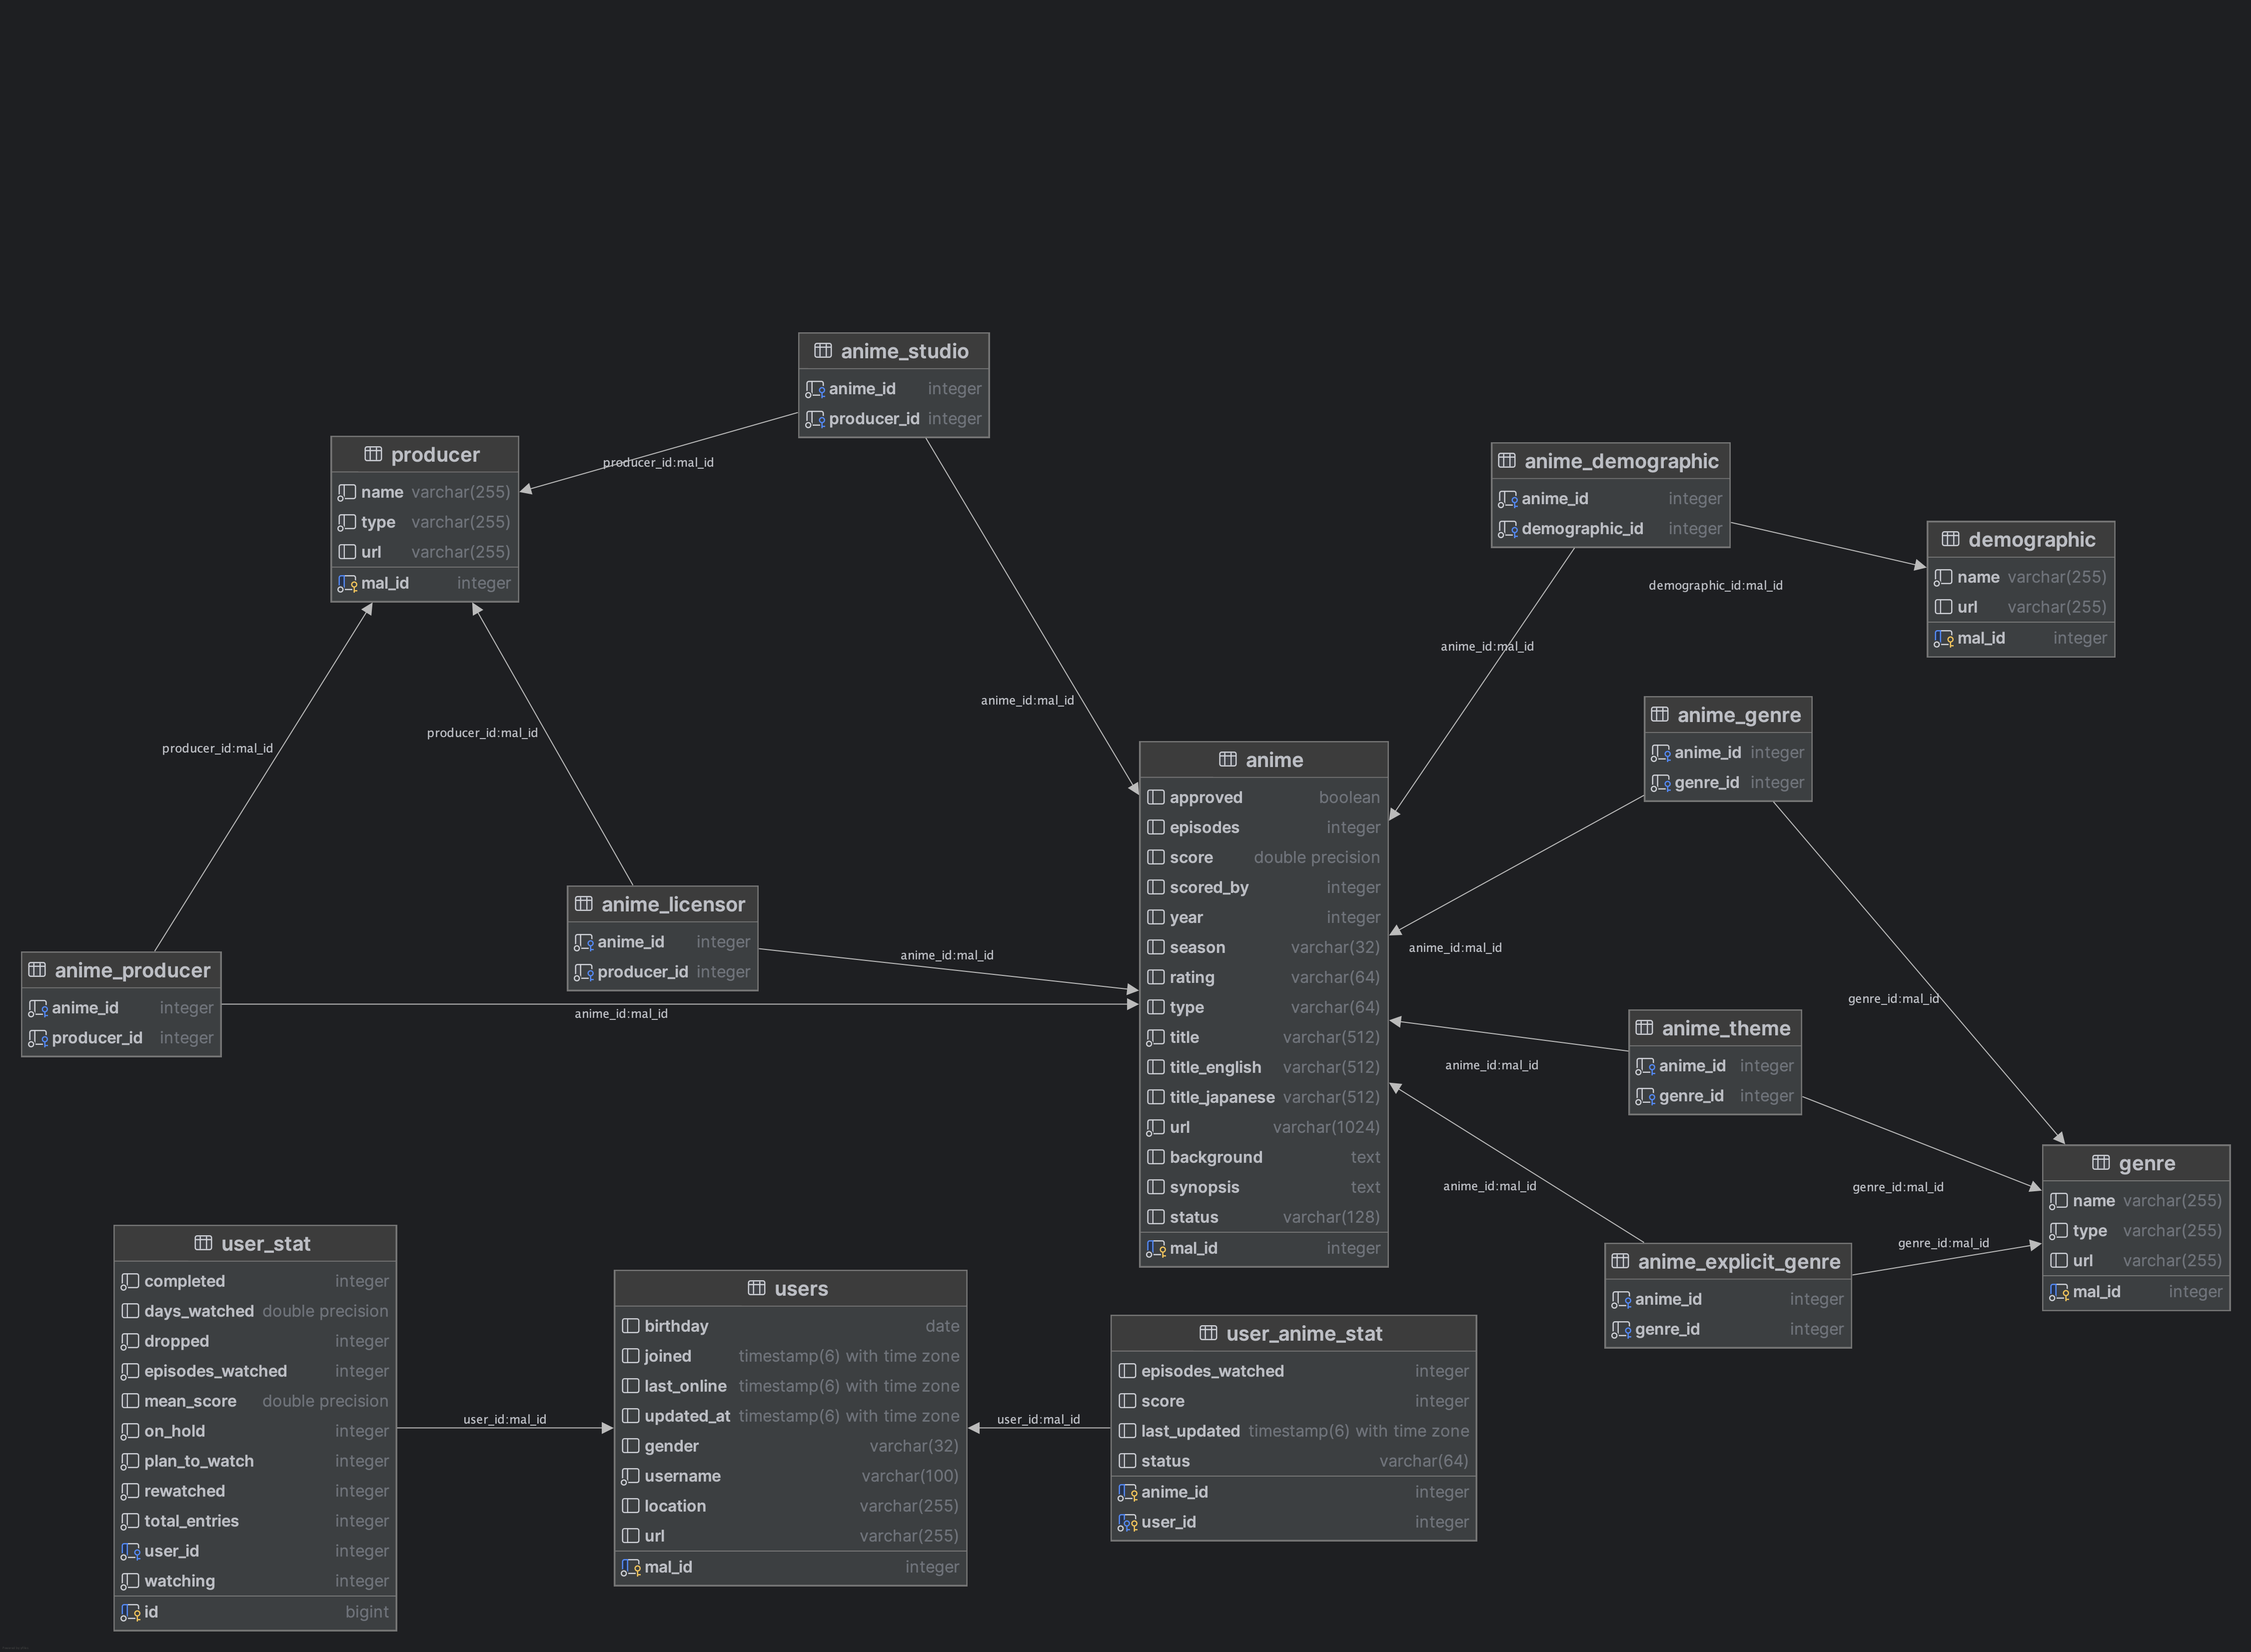 anime_studio
anime_id integer
producer_id integer
producer
name varchar(255)
type varchar(255)
url varchar(255)
mal_id integer
producer_id:mal_id
anime_demographic
anime_id integer
demographic_id integer
demographic
name varchar(255)
url varchar(255)
mal_id integer
demographic_id:mal_id
anime_id:mal_id
anime_id:mal_id
producer_id:mal_id
producer_id:mal_id
anime_genre
anime_id integer
genre_id integer
anime
approved boolean
episodes integer
score double precision
scored_by integer
year integer
season varchar(32)
rating varchar(64)
type varchar(64)
title varchar(512)
title_english varchar(512)
title_japanese varchar(512)
url varchar(1024)
background text
synopsis text
status varchar(128)
mal_id integer
anime_licensor
anime_id integer
producer_id integer
anime_id:mal_id
anime_producer
anime_id integer
producer_id integer
anime_id:mal_id
anime_id:mal_id
genre_id:mal_id
anime_theme
anime_id integer
genre_id integer
anime_id:mal_id
genre_id:mal_id
anime_id:mal_id
genre
name varchar(255)
type varchar(255)
url varchar(255)
mal_id integer
genre_id:mal_id
anime_explicit_genre
anime_id integer
genre_id integer
user_stat
completed integer
days_watched double precision
dropped integer
episodes_watched integer
mean_score double precision
on_hold integer
plan_to_watch integer
rewatched integer
total_entries integer
user_id integer
watching integer
id bigint
user_id:mal_id
users
birthday date
joined timestamp(6) with time zone
last_online timestamp(6) with time zone
updated_at timestamp(6) with time zone
gender varchar(32)
username varchar(100)
location varchar(255)
url varchar(255)
mal_id integer
user_id:mal_id
user_anime_stat
episodes_watched integer
score integer
last_updated timestamp(6) with time zone
status varchar(64)
anime_id integer
user_id integer